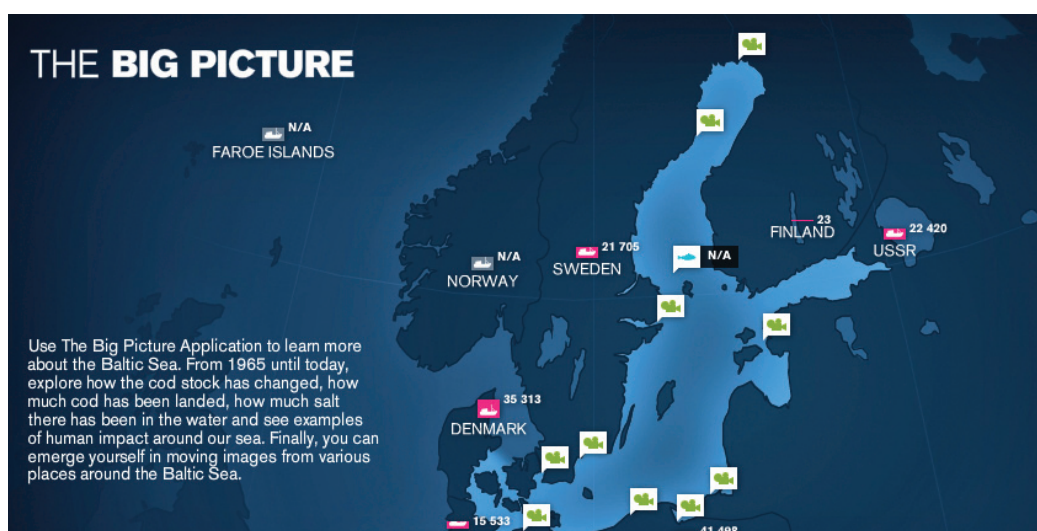 THE BIG PICTURE
N/A
FAROE ISLANDS
23
FINLAND
22 420
USSR
21 705
SWEDEN
N/A
N/A
NORWAY
Use The Big Picture Application to learn more
about the Baltic Sea. From 1965 until today,
explore how the cod stock has changed, how
much cod has been landed, how much salt
there has been in the water and see examples
of human impact around our sea. Finally, you can
emerge yourself in moving images from various
places around the Baltic Sea.
35 313
DENMARK
15 533
41 498